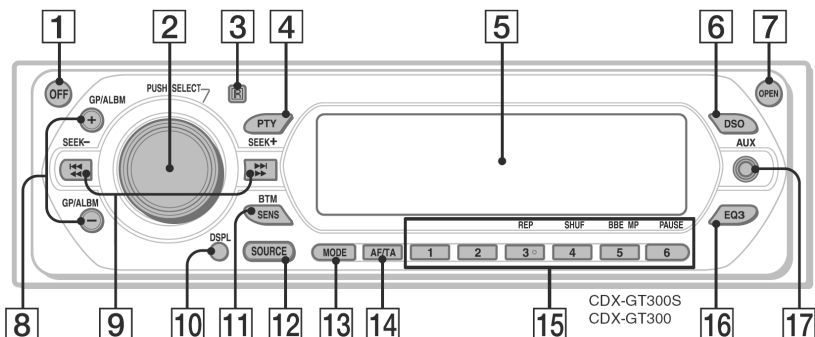 1 2 3 4 5 6 7
OFF
PUSH SELECT
R
GP/ALBM
+
PTY
DSO
OPEN
SEEK−
SEEK+
AUX
GP/ALBM
−
BTM
SENS
EQ3
REP SHUF BBE MP PAUSE
DSPL
SOURCE
MODE
AF/TA
1 2 3 4 5 6
CDX-GT300S
CDX-GT300
8 9 10 11 12 13 14 15 16 17